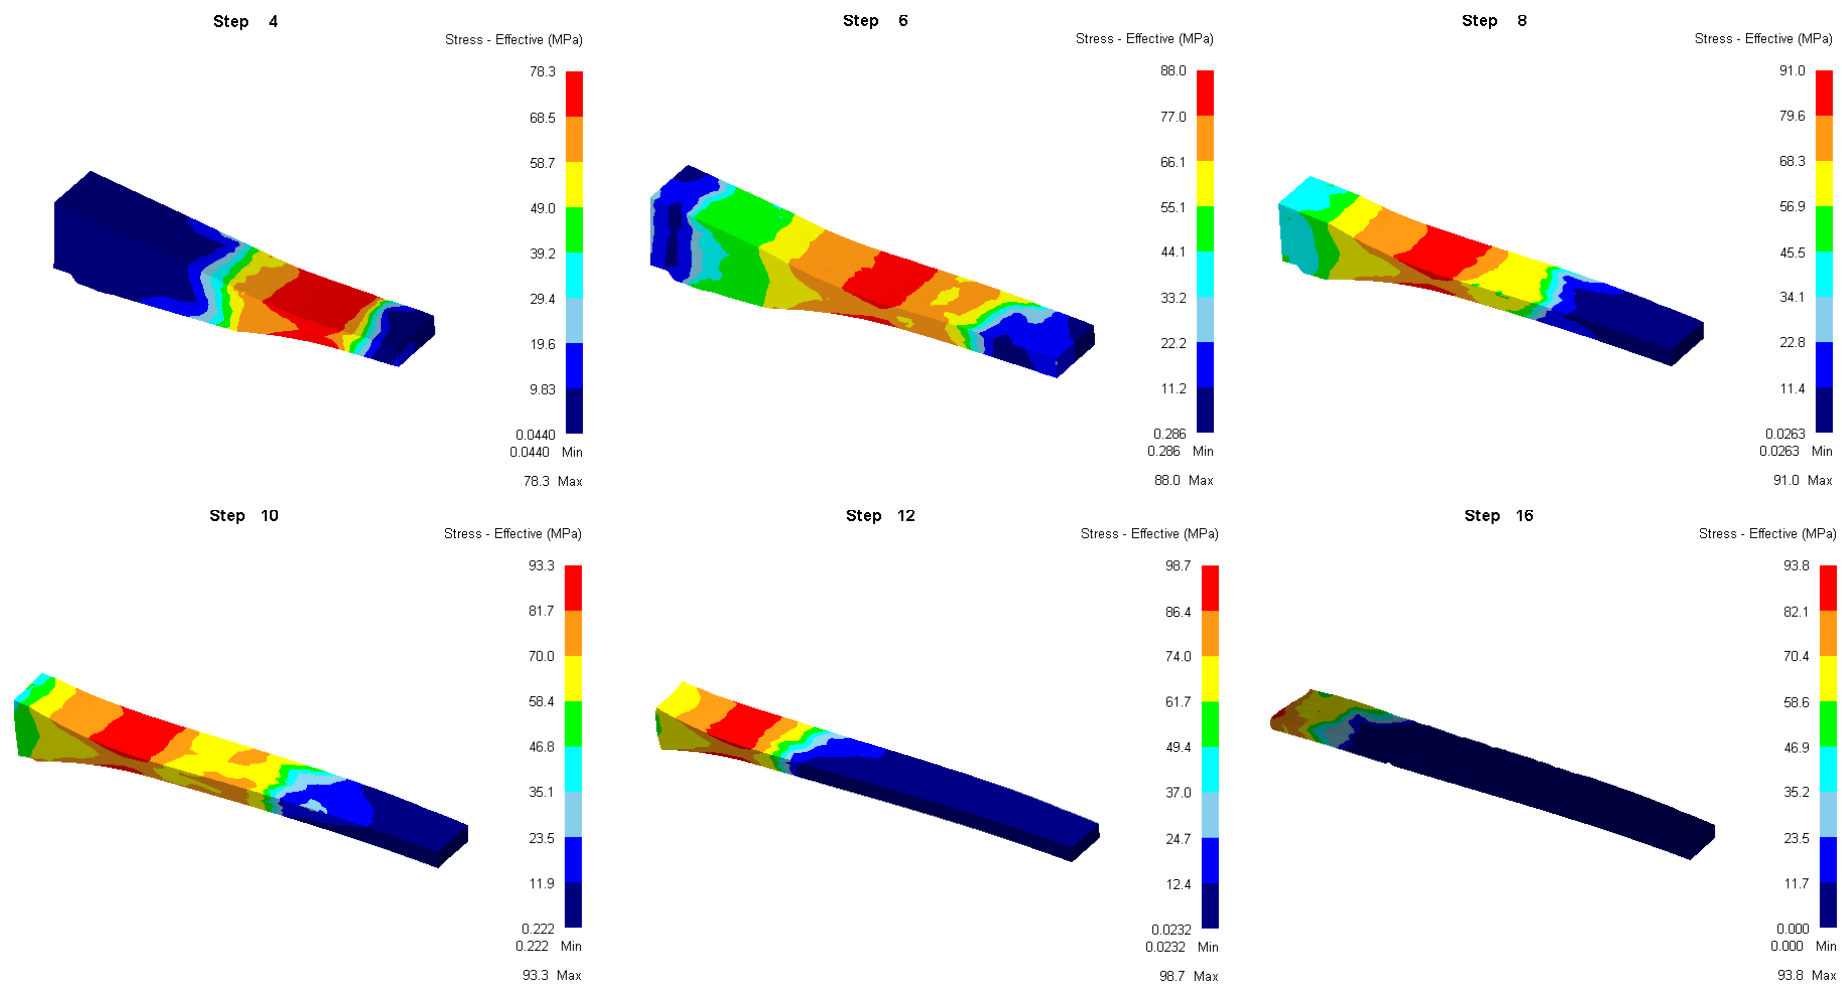 Step 4
Stress - Effective (MPa)
78.3
68.5
58.7
49.0
39.2
29.4
19.6
9.83
0.0440
0.0440 Min
78.3 Max
Step 6
Stress - Effective (MPa)
88.0
77.0
66.1
55.1
44.1
33.2
22.2
11.2
0.286
0.286 Min
88.0 Max
Step 8
Stress - Effective (MPa)
91.0
79.6
68.3
56.9
45.5
34.1
22.8
11.4
0.0263
0.0263 Min
91.0 Max
Step 10
Stress - Effective (MPa)
93.3
81.7
70.0
58.4
46.8
35.1
23.5
11.9
0.222
0.222 Min
93.3 Max
Step 12
Stress - Effective (MPa)
98.7
86.4
74.0
61.7
49.4
37.0
24.7
12.4
0.0232
0.0232 Min
98.7 Max
Step 16
Stress - Effective (MPa)
93.8
82.1
70.4
58.6
46.9
35.2
23.5
11.7
0.000
0.000 Min
93.8 Max